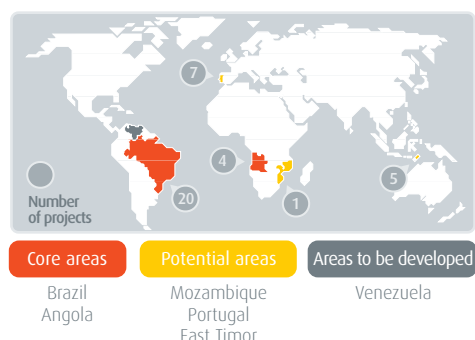 7
4
5
20
1
Number
of projects
Core areas
Potential areas
Areas to be developed
Brazil
Angola
Mozambique
Portugal
East Timor
Venezuela